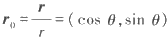 r₀ = r/r = ( cos θ, sin θ)